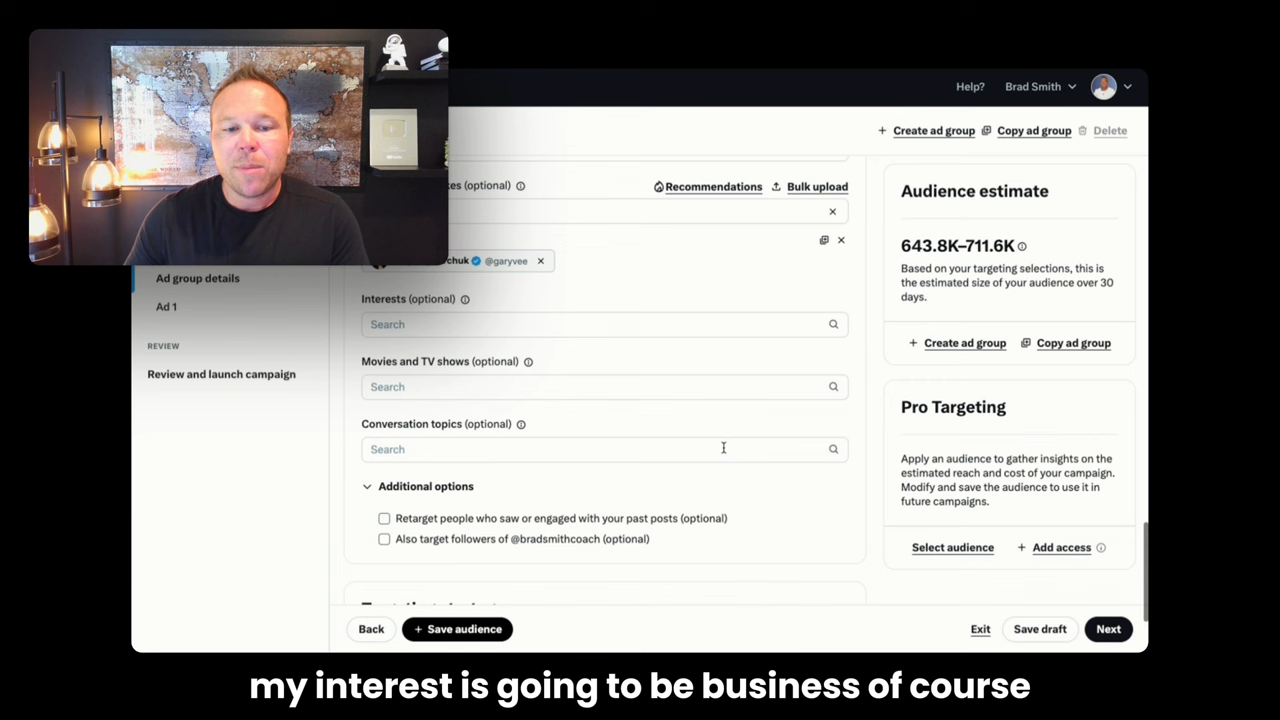 Help? Brad Smith
+ Create ad group Copy ad group Delete
(optional) Recommendations Bulk upload
@garyvee
Ad group details
Ad 1
REVIEW
Review and launch campaign
Interests (optional)
Search
Movies and TV shows (optional)
Search
Conversation topics (optional)
Search
Additional options
Retarget people who saw or engaged with your past posts (optional)
Also target followers of @bradsmithcoach (optional)
Audience estimate
643.8K–711.6K
Based on your targeting selections, this is
the estimated size of your audience over 30
days.
+ Create ad group Copy ad group
Pro Targeting
Apply an audience to gather insights on the
estimated reach and cost of your campaign.
Modify and save the audience to use it in
future campaigns.
Select audience + Add access
Back + Save audience Exit Save draft Next
my interest is going to be business of course